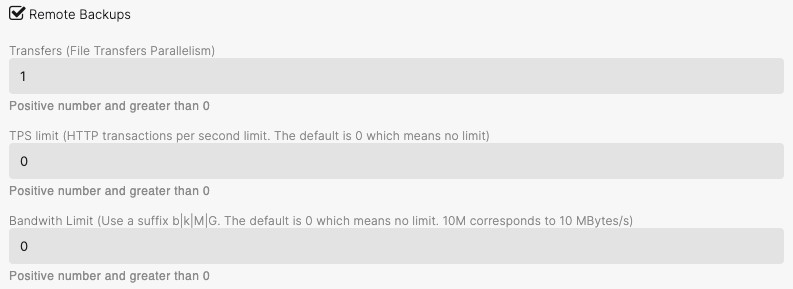 Remote Backups
Transfers (File Transfers Parallelism)
1
Positive number and greater than 0
TPS limit (HTTP transactions per second limit. The default is 0 which means no limit)
0
Positive number and greater than 0
Bandwith Limit (Use a suffix b|k|M|G. The default is 0 which means no limit. 10M corresponds to 10 MBytes/s)
0
Positive number and greater than 0